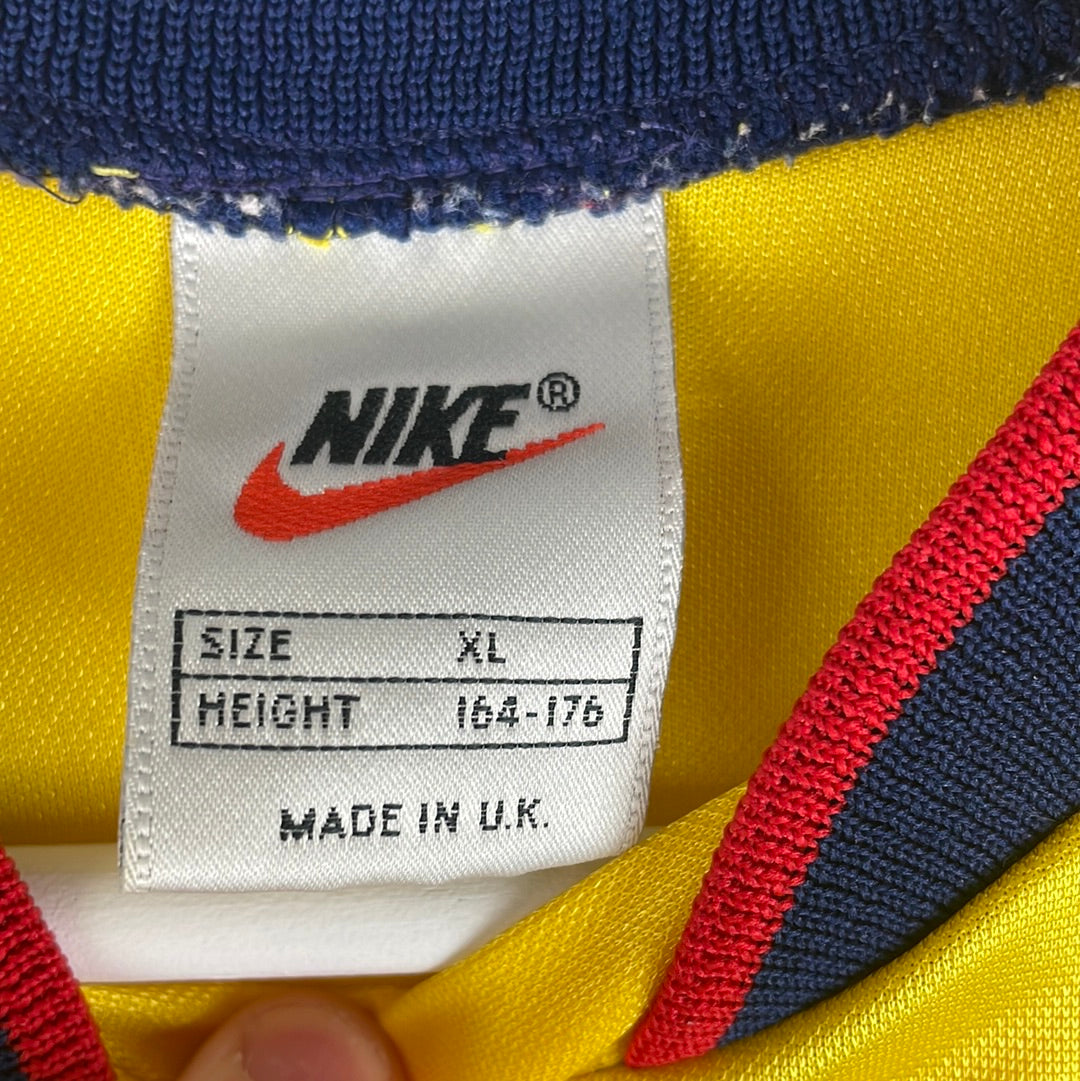 NIKE®
SIZE XL
HEIGHT 164-176
MADE IN U.K.